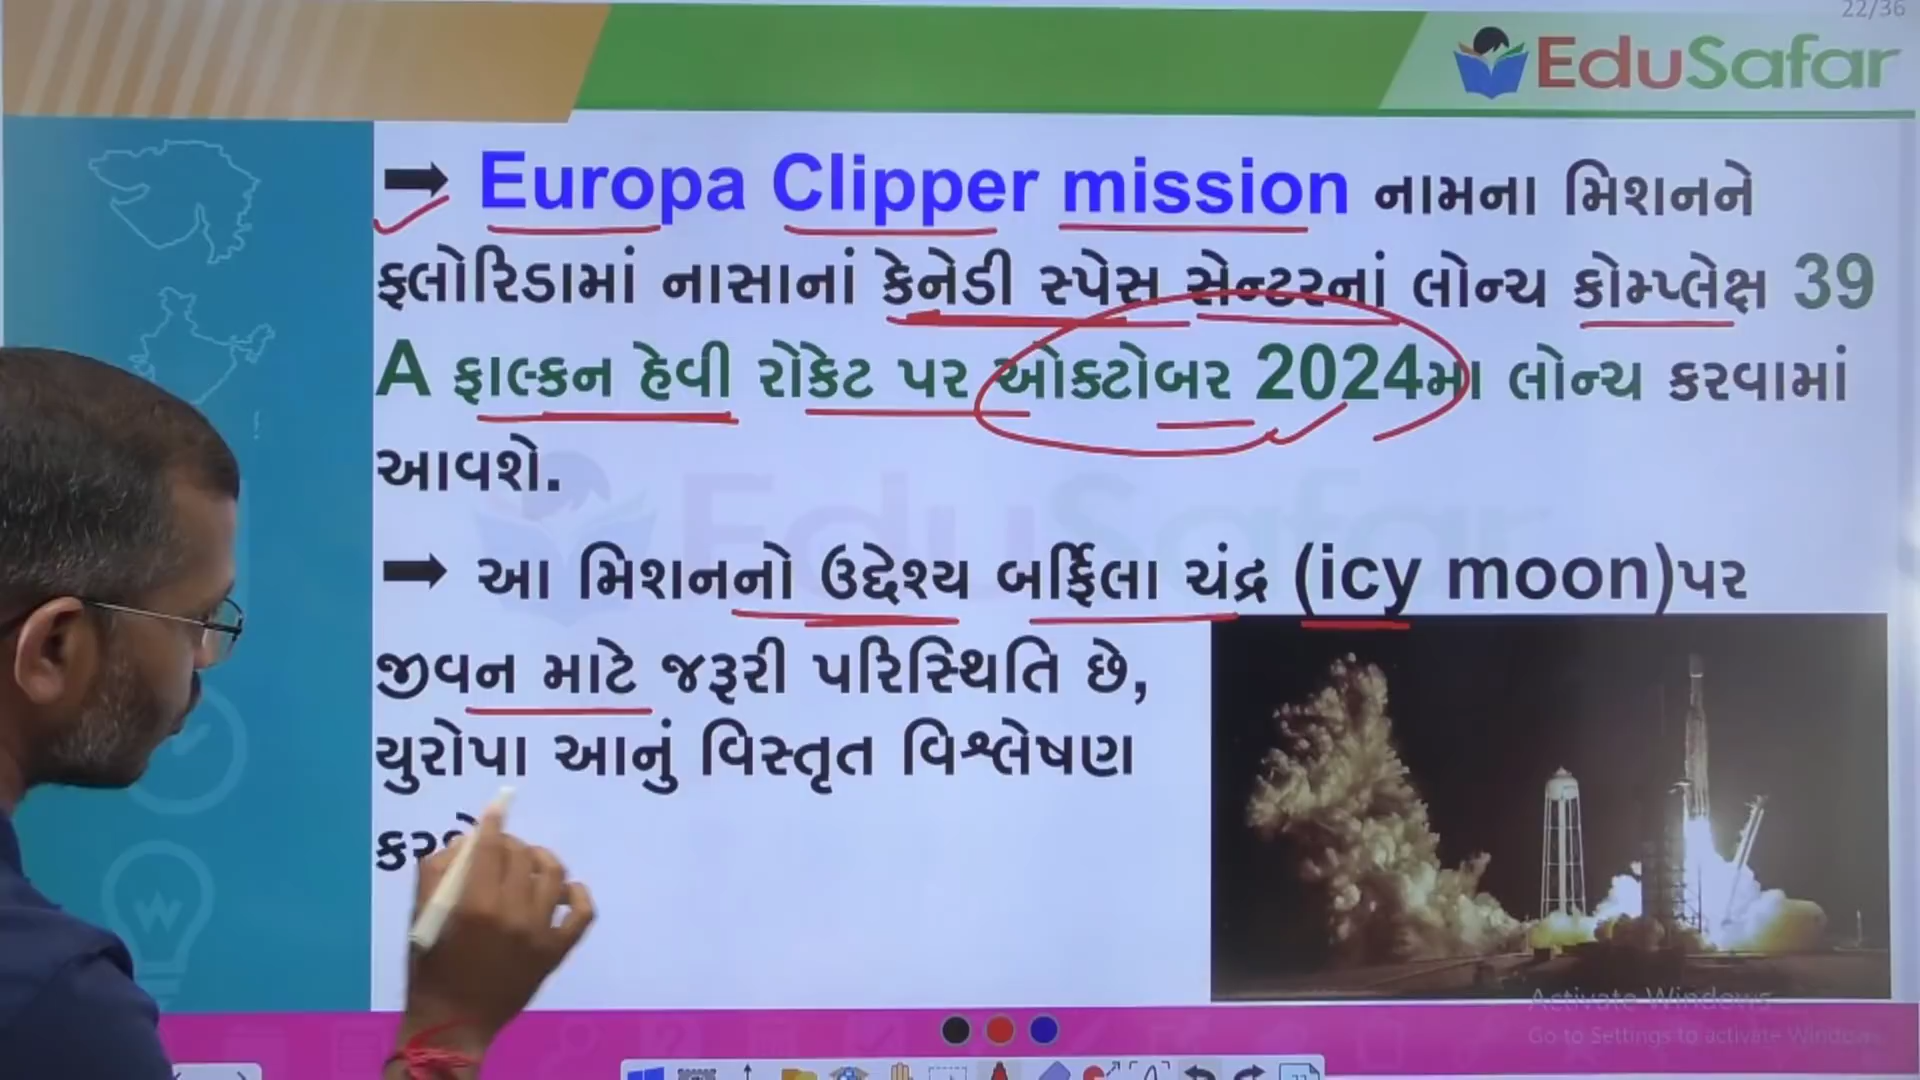 22/36
EduSafar
➡ Europa Clipper mission નામના મિશનને
ફ્લોરિડામાં નાસાનાં કેનેડી સ્પેસ સેન્ટરનાં લોન્ચ કોમ્પ્લેક્ષ 39
A ફાલ્કન હેવી રોકેટ પર ઓક્ટોબર 2024મા લોન્ચ કરવામાં
આવશે.
➡ આ મિશનનો ઉદ્દેશ્ય બર્ફિલા ચંદ્ર (icy moon)પર
જીવન માટે જરૂરી પરિસ્થિતિ છે,
યુરોપા આનું વિસ્તૃત વિશ્લેષણ
Activate Windows
Go to Settings to activate Windows.